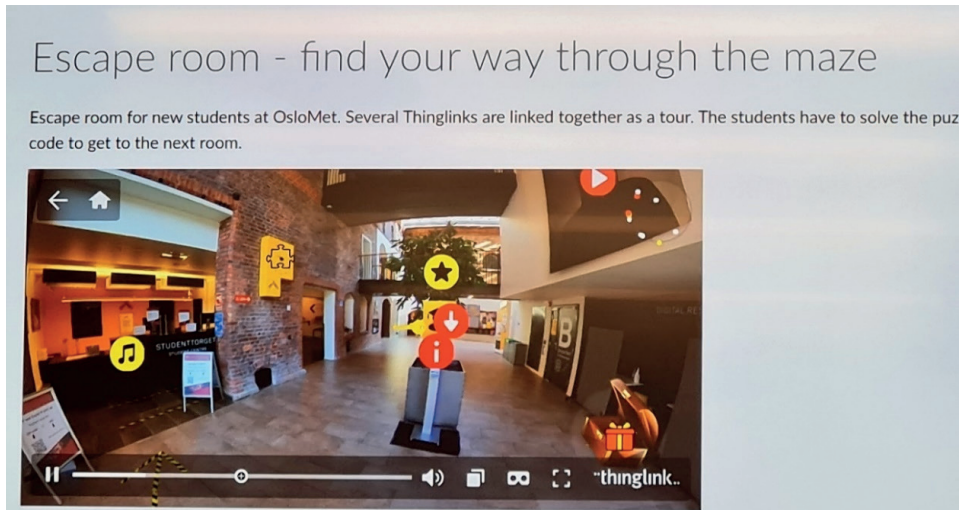 Escape room - find your way through the maze
Escape room for new students at OsloMet. Several Thinglinks are linked together as a tour. The students have to solve the puz
code to get to the next room.
STUDENTTORGET
B
DIGITAL RE
i
"thinglink..